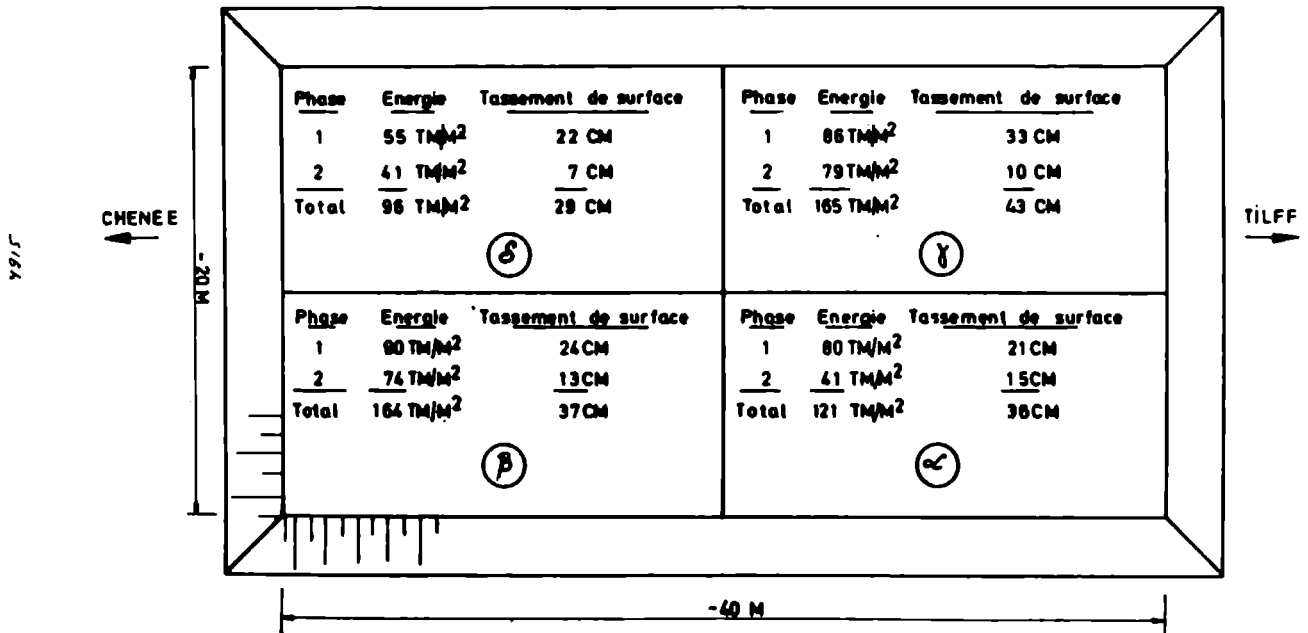 Phase Energie Tassement de surface
1 55 TM/M² 22 CM
2 41 TM/M² 7 CM
Total 96 TM/M² 29 CM
δ
Phase Energie Tassement de surface
1 86 TM/M² 33 CM
2 79 TM/M² 10 CM
Total 165 TM/M² 43 CM
γ
CHENÉE
TILFF
~20 M
Phase Energie Tassement de surface
1 90 TM/M² 24 CM
2 74 TM/M² 13 CM
Total 164 TM/M² 37 CM
β
Phase Energie Tassement de surface
1 80 TM/M² 21 CM
2 41 TM/M² 15 CM
Total 121 TM/M² 36 CM
α
~40 M